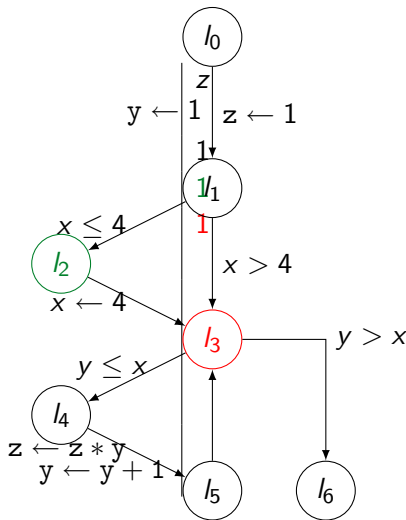 l0
z
y ← 1
z ← 1
1
1
l1
1
x ≤ 4
l2
x > 4
x ← 4
l3
y > x
y ≤ x
l4
z ← z * y
y ← y + 1
l5
l6